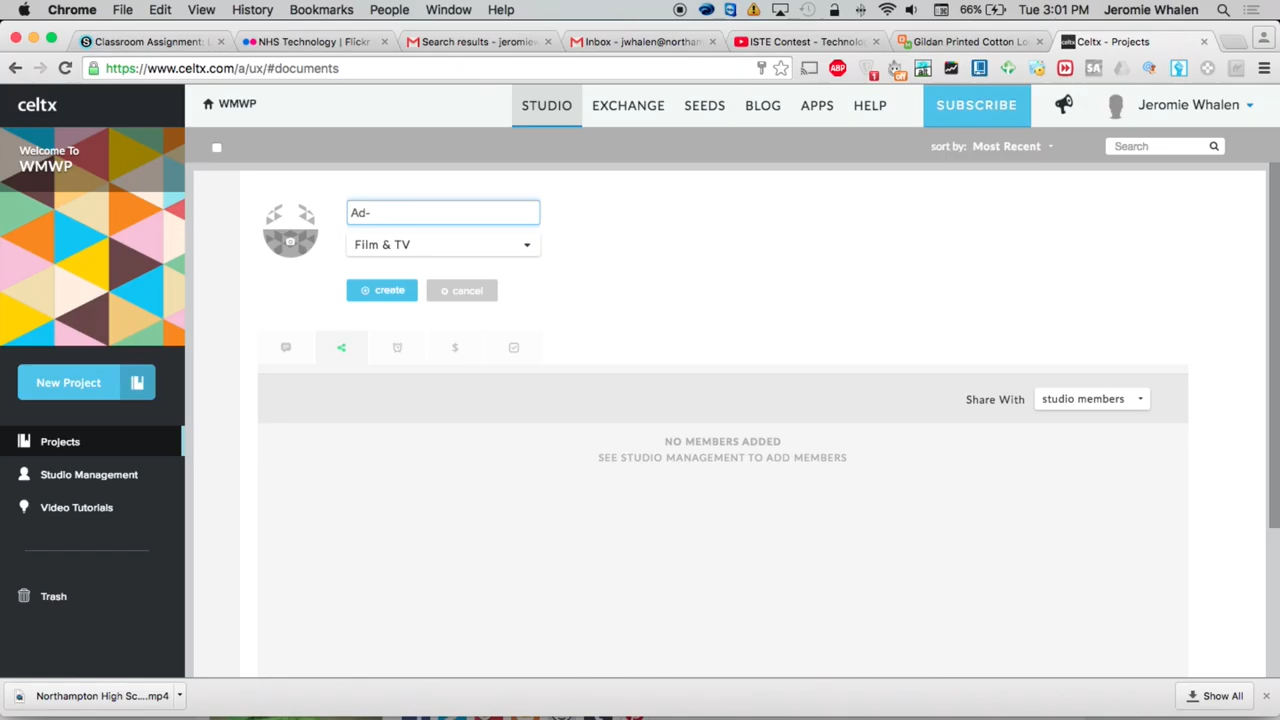 Chrome File Edit View History Bookmarks People Window Help 66% Tue 3:01 PM Jeromie Whalen
Classroom Assignment: L NHS Technology | Flick Search results - jeromiew Inbox - jwhalen@northam ISTE Contest - Technolog Gildan Printed Cotton Lo Celtx - Projects
https://www.celtx.com/a/ux/#documents
celtx WMWP STUDIO EXCHANGE SEEDS BLOG APPS HELP SUBSCRIBE Jeromie Whalen
Welcome To
WMWP
sort by: Most Recent Search
Ad-
Film & TV
create cancel
$
New Project
Share With studio members
Projects
NO MEMBERS ADDED
SEE STUDIO MANAGEMENT TO ADD MEMBERS
Studio Management
Video Tutorials
Trash
Northampton High Sc....mp4 Show All